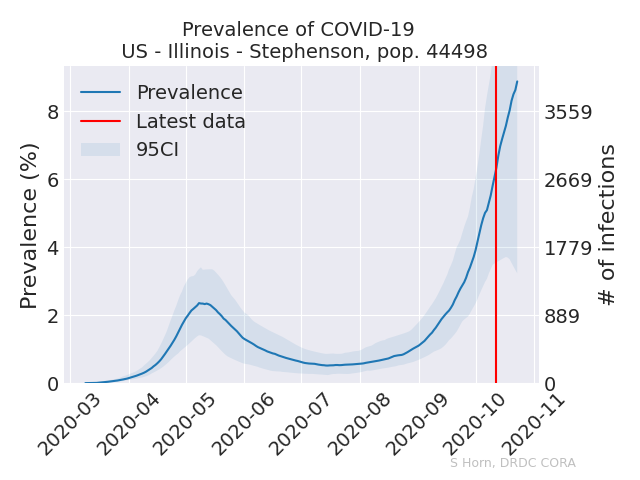 Prevalence of COVID-19
US - Illinois - Stephenson, pop. 44498
Prevalence
Latest data
95CI
Prevalence (%)
8
6
4
2
0
3559
2669
1779
889
0
# of infections
2020-03
2020-04
2020-05
2020-06
2020-07
2020-08
2020-09
2020-10
2020-11
S Horn, DRDC CORA